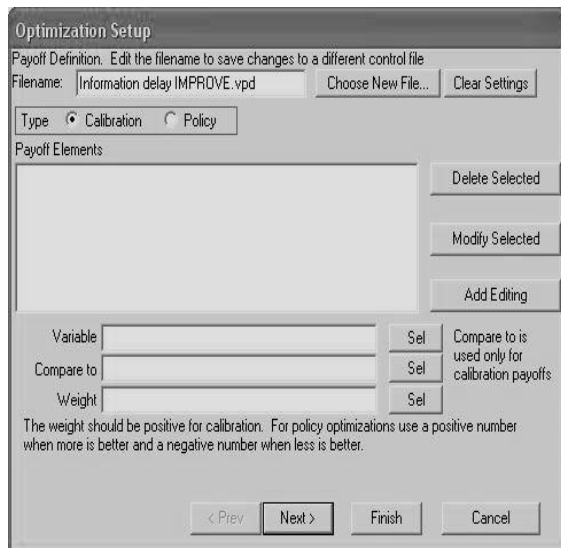 Optimization Setup
Payoff Definition. Edit the filename to save changes to a different control file
Filename: Information delay IMPROVE.vpd Choose New File... Clear Settings
Type Calibration Policy
Payoff Elements
Delete Selected
Modify Selected
Add Editing
Variable Sel
Compare to Sel
Weight Sel
Compare to is
used only for
calibration payoffs
The weight should be positive for calibration. For policy optimizations use a positive number
when more is better and a negative number when less is better.
< Prev Next > Finish Cancel